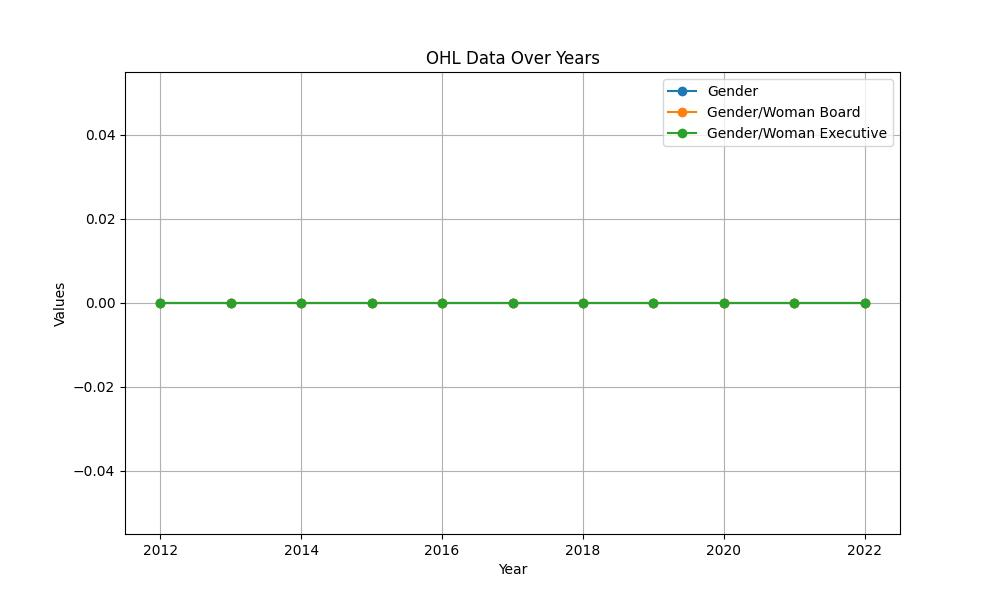 OHL Data Over Years
Gender
Gender/Woman Board
Gender/Woman Executive
0.04
0.02
0.00
−0.02
−0.04
Values
2012 2014 2016 2018 2020 2022
Year